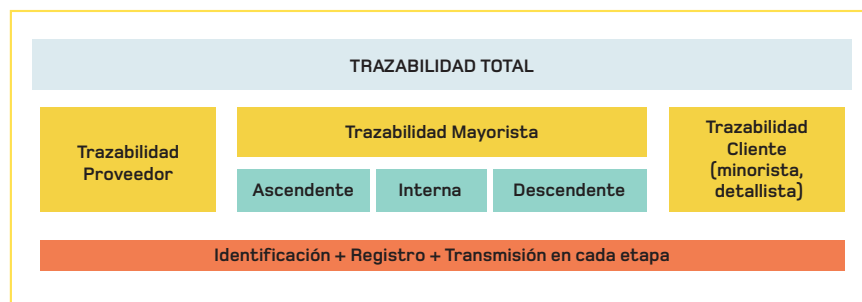 TRAZABILIDAD TOTAL
Trazabilidad
Proveedor
Trazabilidad Mayorista
Ascendente
Interna
Descendente
Trazabilidad
Cliente
(minorista,
detallista)
Identificación + Registro + Transmisión en cada etapa